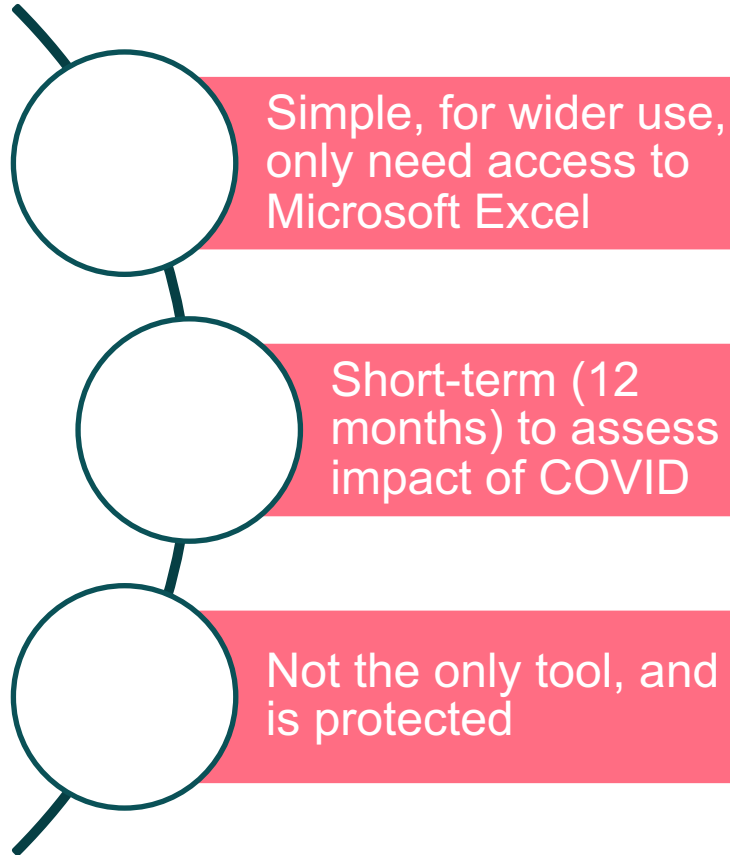 Simple, for wider use,
only need access to
Microsoft Excel
Short-term (12
months) to assess
impact of COVID
Not the only tool, and
is protected